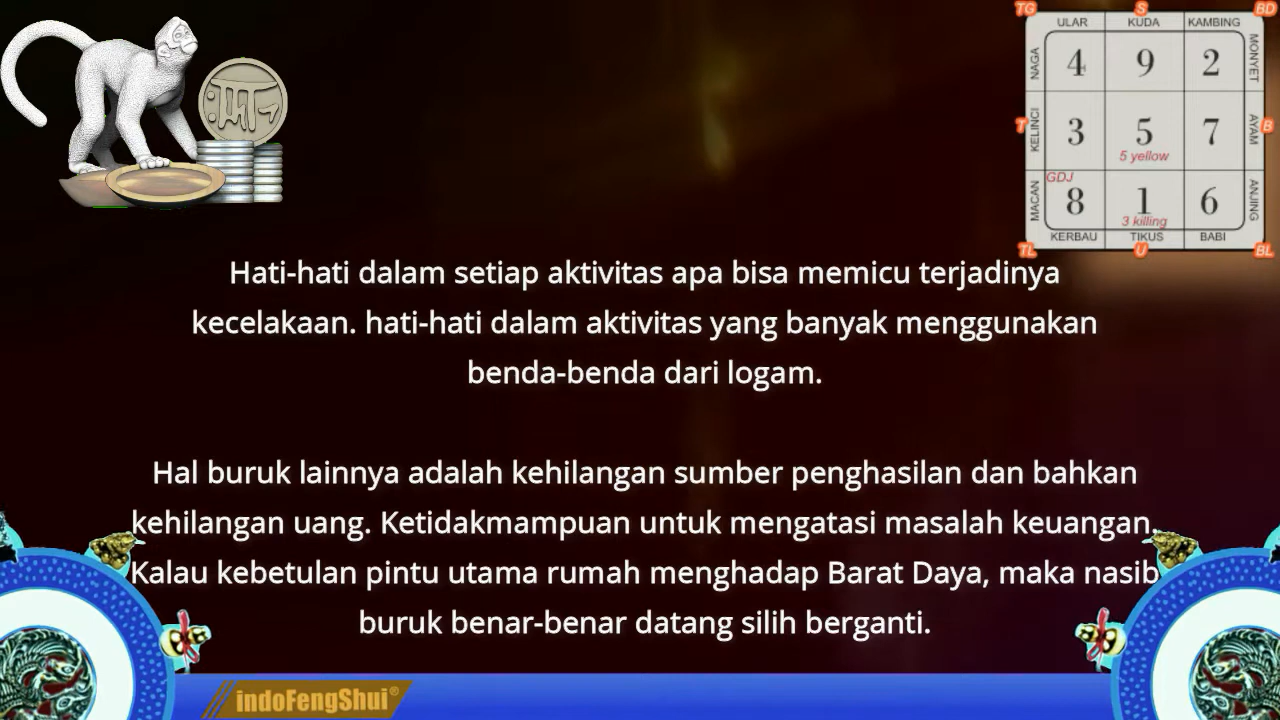 TG S BD
ULAR KUDA KAMBING
NAGA 4 9 2 MONYET
T KELINCI 3 5 7 AYAM B
5 yellow
GDJ
MACAN 8 1 6 ANJING
3 killing
KERBAU TIKUS BABI
TL U BL
Hati-hati dalam setiap aktivitas apa bisa memicu terjadinya
kecelakaan. hati-hati dalam aktivitas yang banyak menggunakan
benda-benda dari logam.
Hal buruk lainnya adalah kehilangan sumber penghasilan dan bahkan
kehilangan uang. Ketidakmampuan untuk mengatasi masalah keuangan.
Kalau kebetulan pintu utama rumah menghadap Barat Daya, maka nasib
buruk benar-benar datang silih berganti.
indoFengShui®